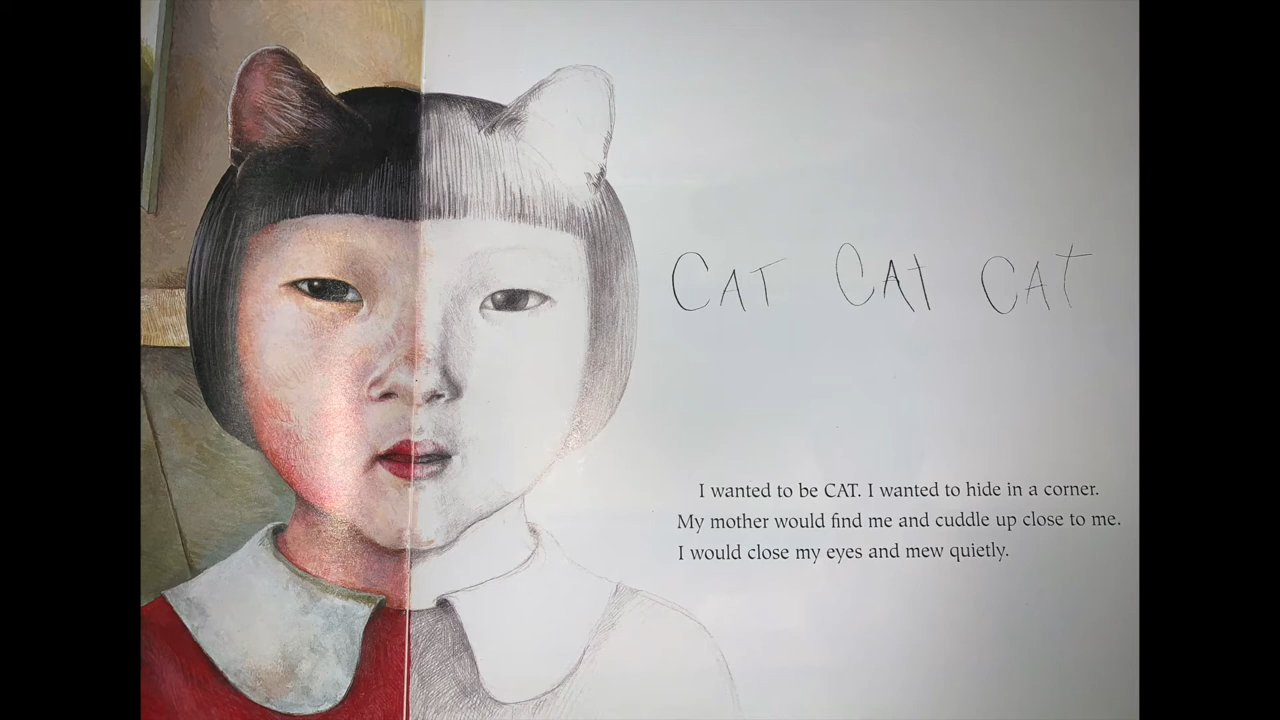 CAT CAT CAT
I wanted to be CAT. I wanted to hide in a corner.
My mother would find me and cuddle up close to me.
I would close my eyes and mew quietly.